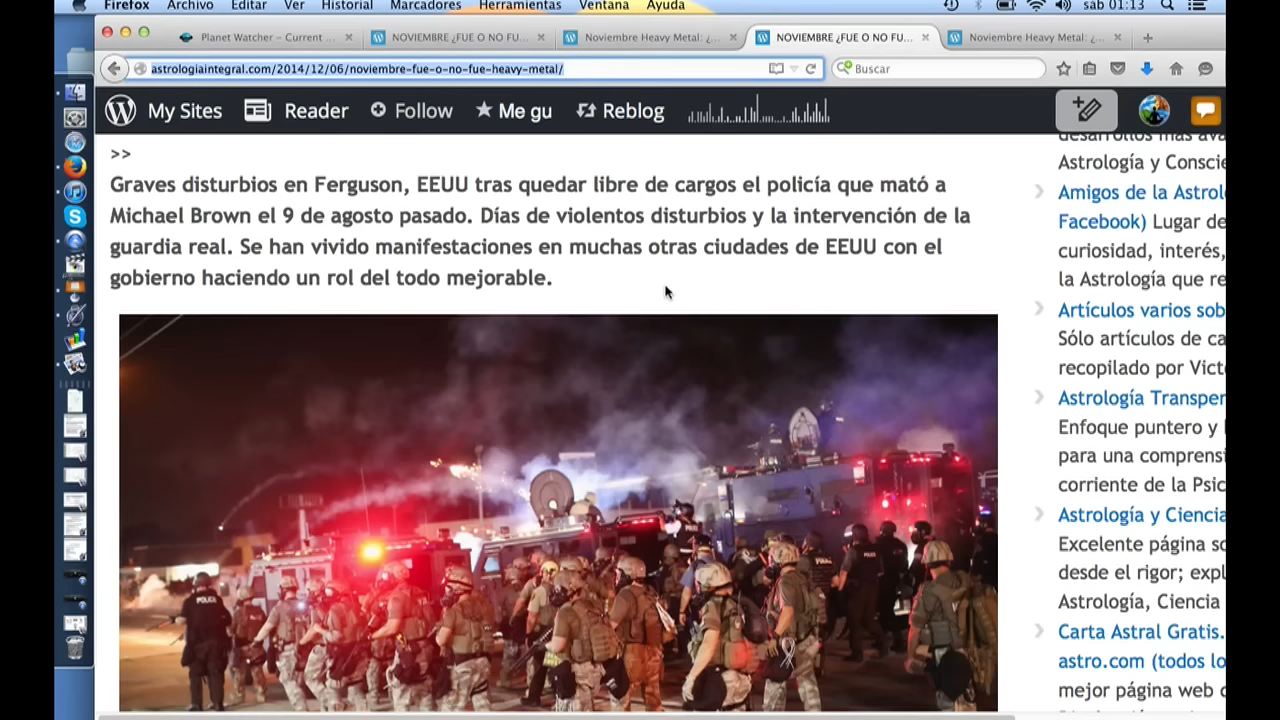 Firefox Archivo Editar Ver Historial Marcadores Herramientas Ventana Ayuda sáb 01:13
Planet Watcher – Current ...
NOVIEMBRE ¿FUE O NO FU...
Noviembre Heavy Metal: ¿...
NOVIEMBRE ¿FUE O NO FU...
Noviembre Heavy Metal: ¿...
astrologiaintegral.com/2014/12/06/noviembre-fue-o-no-fue-heavy-metal/
Buscar
My Sites Reader Follow Me gu Reblog
>>
Graves disturbios en Ferguson, EEUU tras quedar libre de cargos el policía que mató a
Michael Brown el 9 de agosto pasado. Días de violentos disturbios y la intervención de la
guardia real. Se han vivido manifestaciones en muchas otras ciudades de EEUU con el
gobierno haciendo un rol del todo mejorable.
POLICE
POLICE
POLICE
desarrollos más ava
Astrología y Conscie
Amigos de la Astrol
Facebook) Lugar de
curiosidad, interés,
la Astrología que re
Artículos varios sob
Sólo artículos de ca
recopilado por Victo
Astrología Transper
Enfoque puntero y
para una comprensi
corriente de la Psic
Astrología y Ciencia
Excelente página so
desde el rigor; expl
Astrología, Ciencia
Carta Astral Gratis.
astro.com (todos lo
mejor página web d